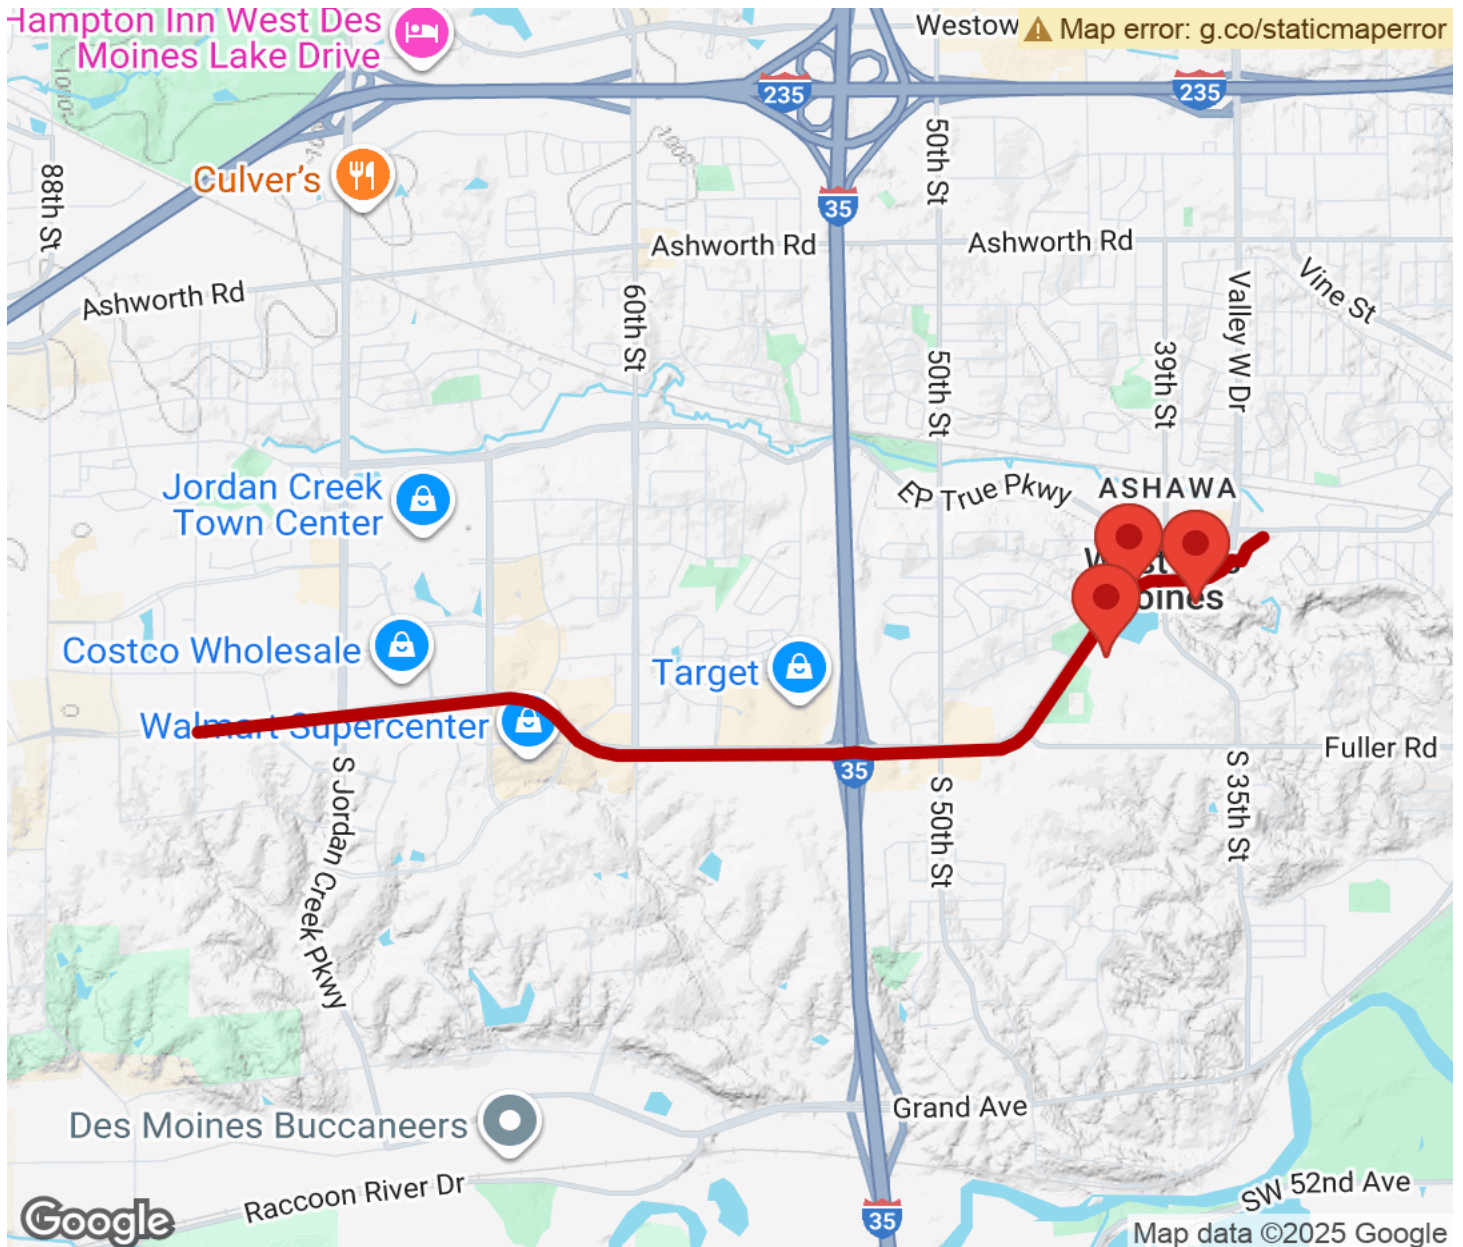 Hampton Inn West Des
Moines Lake Drive
Westow
Map error: g.co/staticmaperror
235
235
50th St
88th St
Culver's
35
Ashworth Rd
Ashworth Rd
Ashworth Rd
60th St
Valley W Dr
Vine St
39th St
50th St
Jordan Creek
Town Center
EP True Pkwy
ASHAWA
Costco Wholesale
Target
Walmart Supercenter
35
Fuller Rd
S Jordan Creek Pkwy
S 50th St
S 35th St
Des Moines Buccaneers
Grand Ave
Raccoon River Dr
35
SW 52nd Ave
Google
Map data ©2025 Google